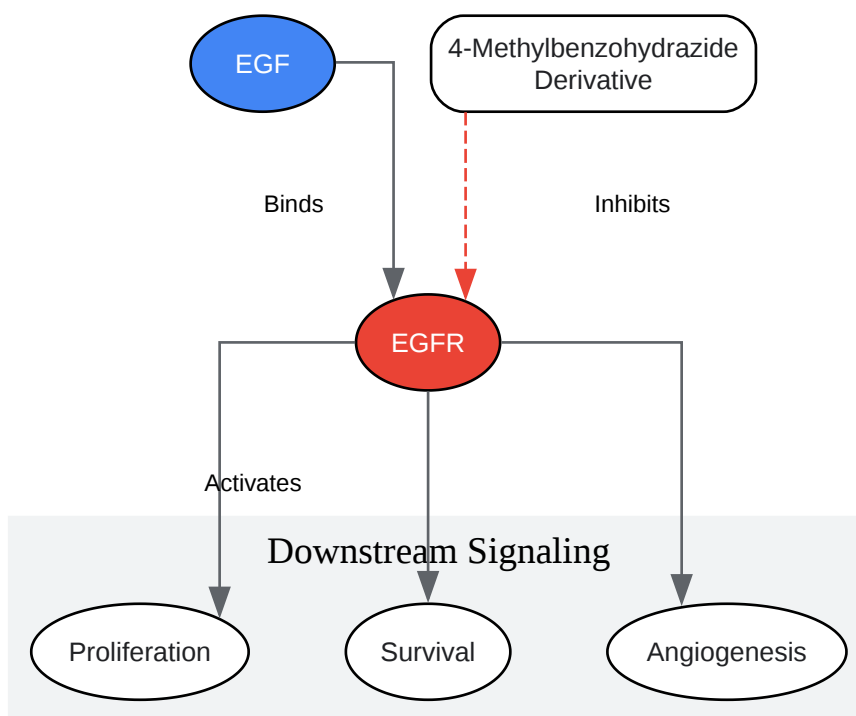 EGF
4-Methylbenzohydrazide
Derivative
Binds
Inhibits
EGFR
Activates
Downstream Signaling
Proliferation
Survival
Angiogenesis